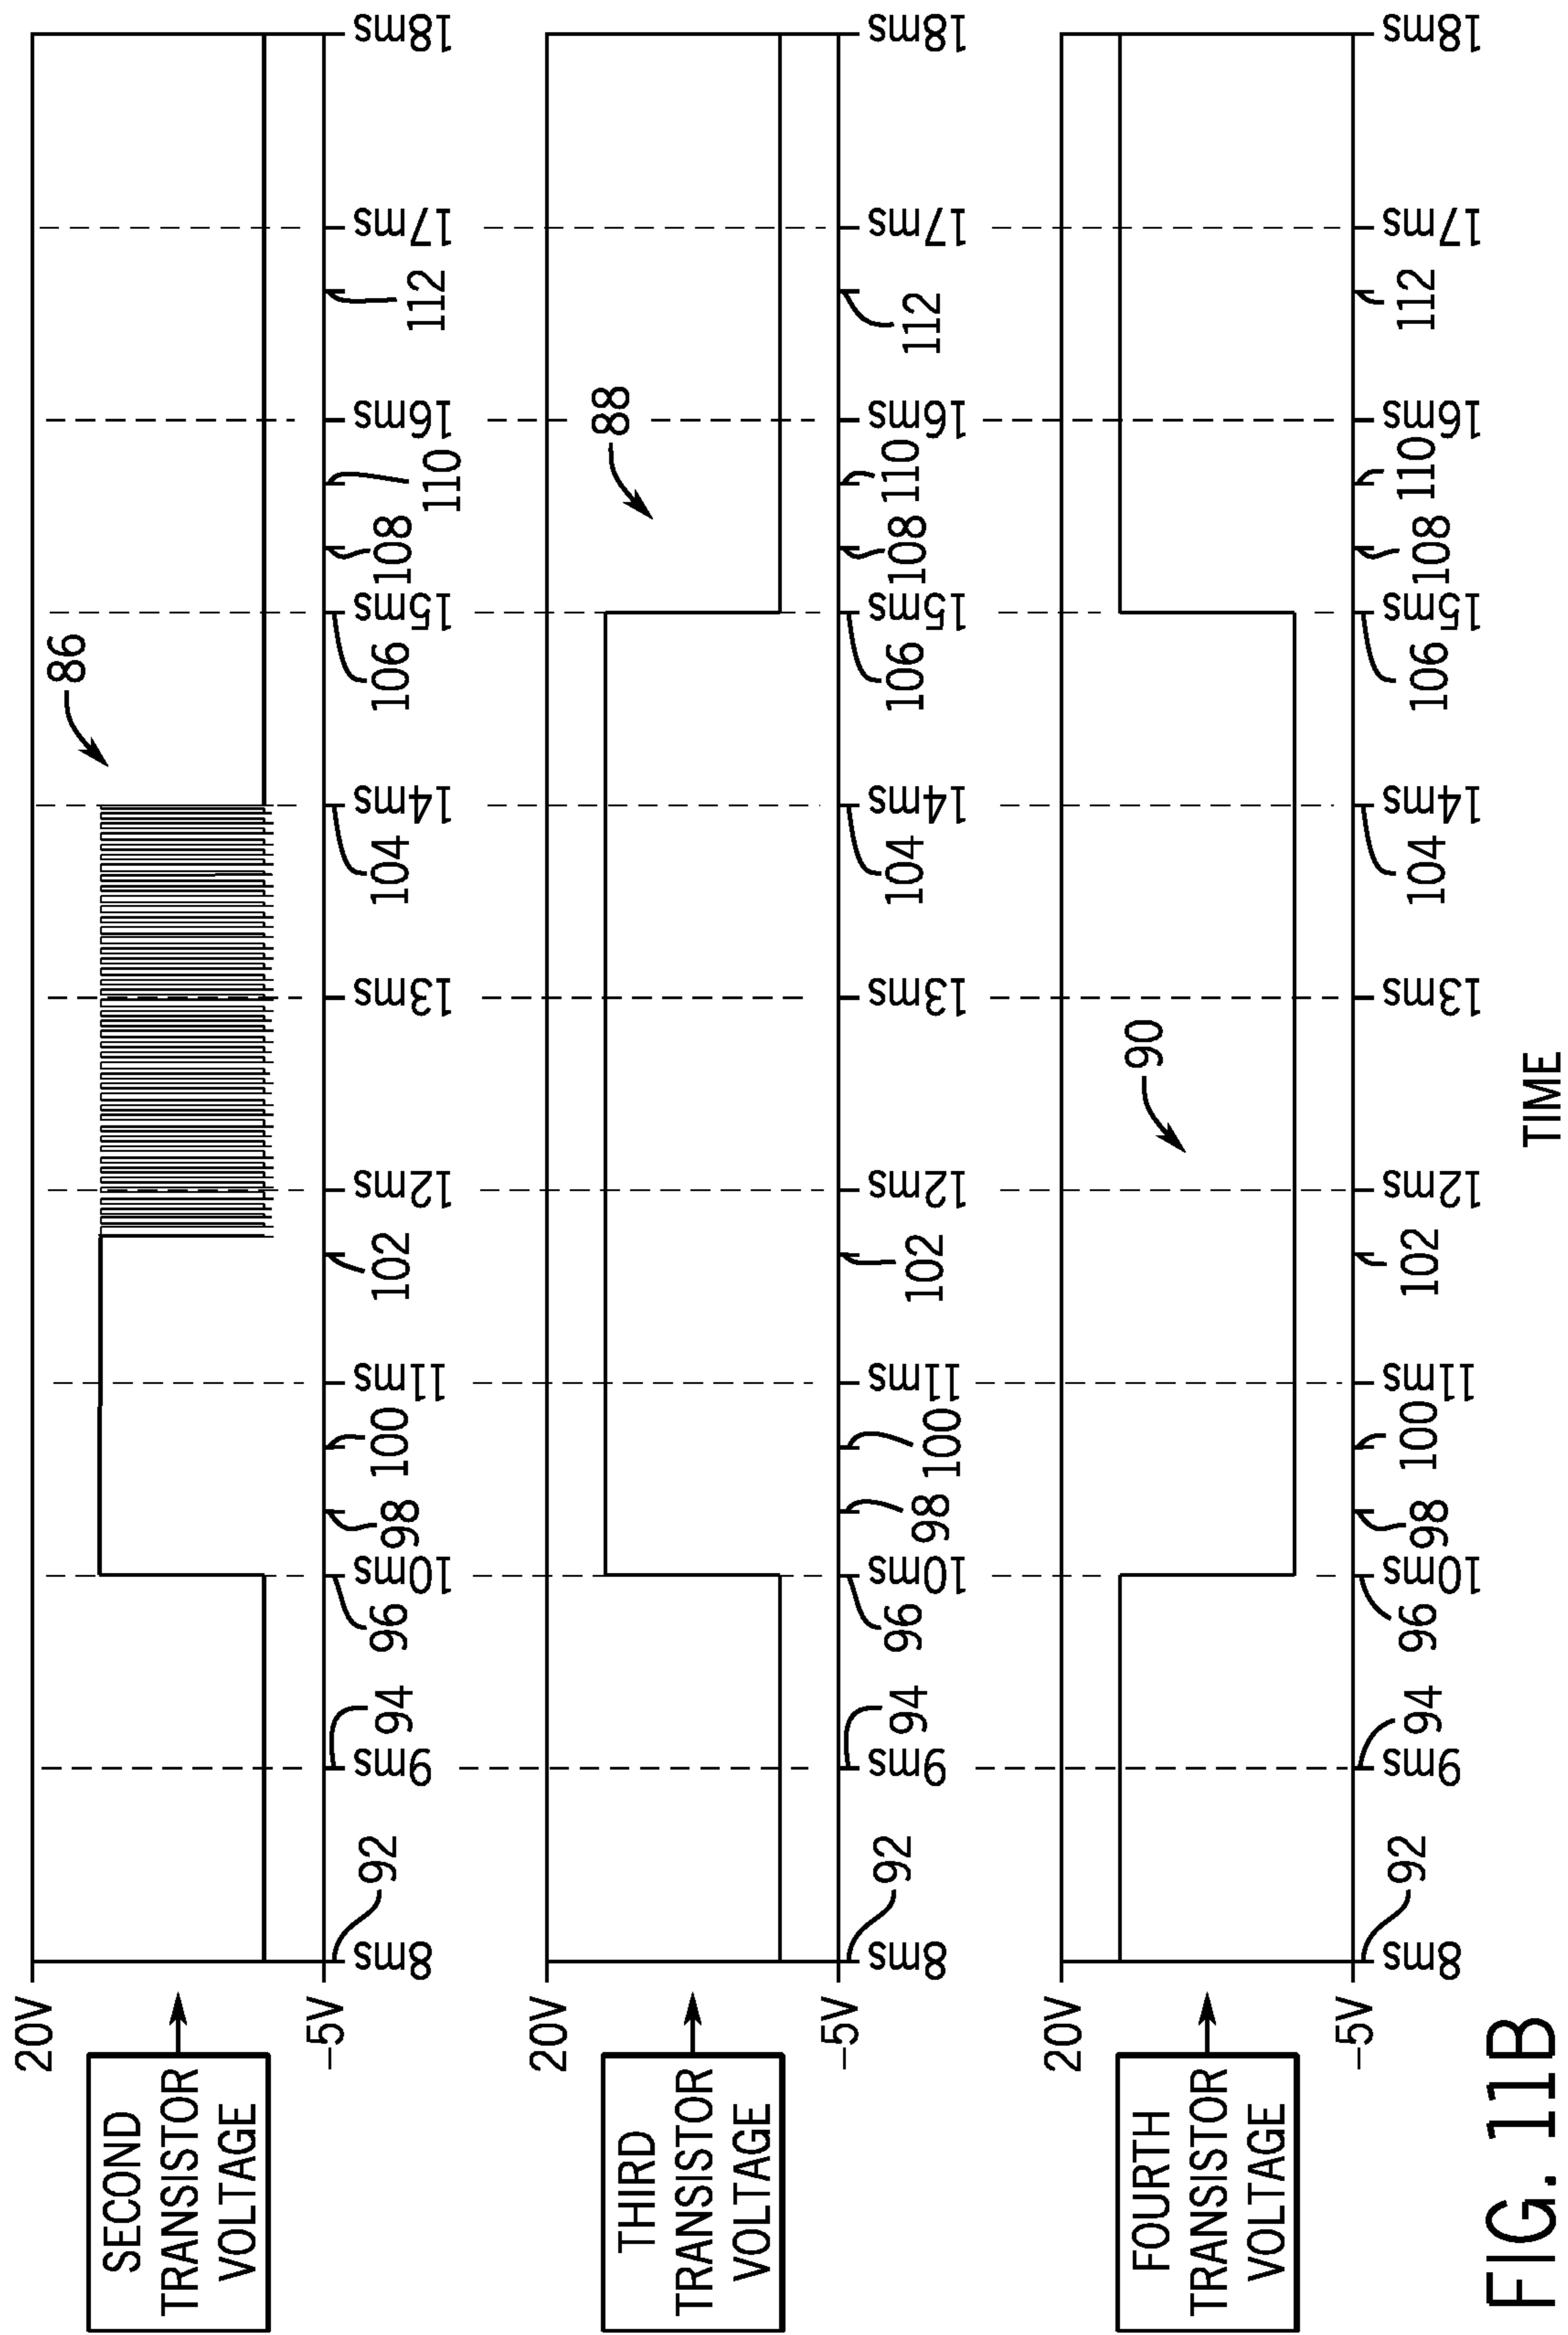 SECOND
TRANSISTOR
VOLTAGE
20V
-5V
86
8ms
9ms
10ms
11ms
12ms
13ms
14ms
15ms
16ms
17ms
18ms
92
94
96
98
100
102
104
106
108
110
112
THIRD
TRANSISTOR
VOLTAGE
20V
-5V
88
8ms
9ms
10ms
11ms
12ms
13ms
14ms
15ms
16ms
17ms
18ms
92
94
96
98
100
102
104
106
108
110
112
FOURTH
TRANSISTOR
VOLTAGE
20V
-5V
90
8ms
9ms
10ms
11ms
12ms
13ms
14ms
15ms
16ms
17ms
18ms
92
94
96
98
100
102
104
106
108
110
112
TIME
FIG. 11B